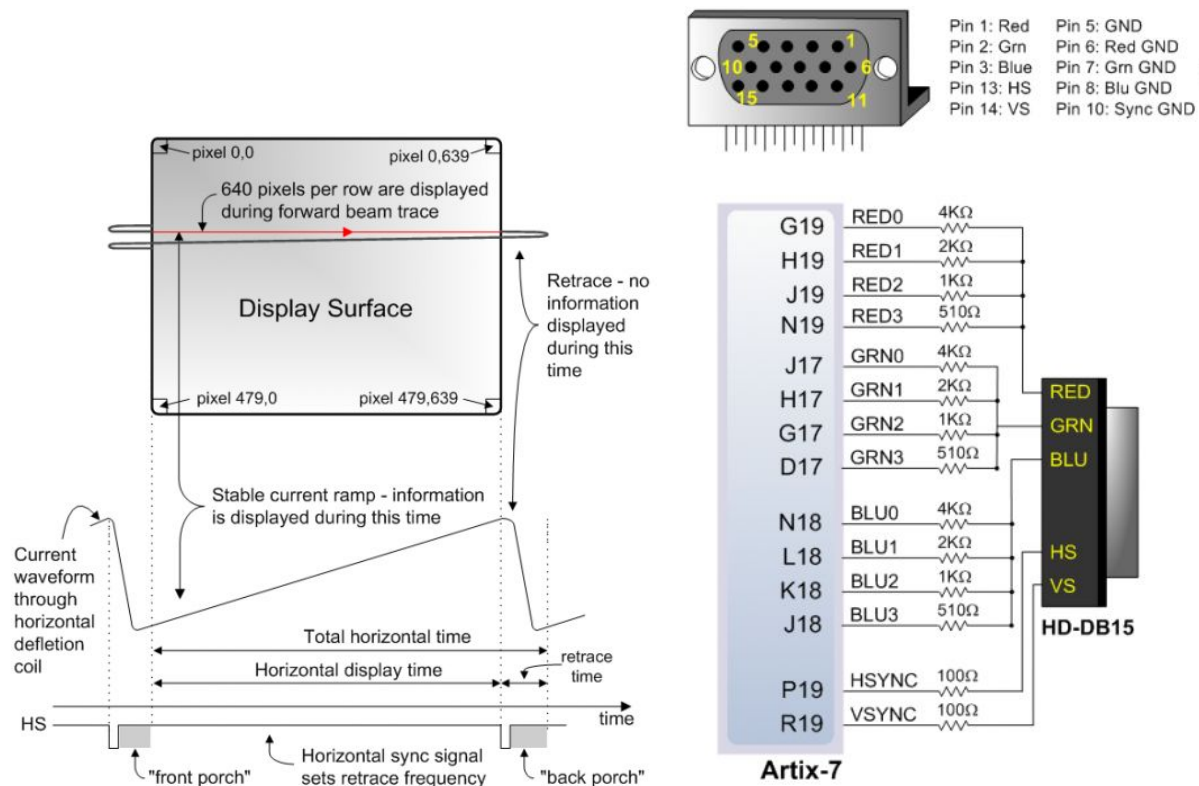 pixel 0,0
pixel 0,639
640 pixels per row are displayed
during forward beam trace
Display Surface
pixel 479,0
pixel 479,639
Retrace - no
information
displayed
during this
time
Stable current ramp - information
is displayed during this time
Current
waveform
through
horizontal
defletion
coil
Total horizontal time
Horizontal display time
retrace
time
time
HS
"front porch"
Horizontal sync signal
sets retrace frequency
"back porch"
5
1
10
6
15
11
Pin 1: Red
Pin 2: Grn
Pin 3: Blue
Pin 13: HS
Pin 14: VS
Pin 5: GND
Pin 6: Red GND
Pin 7: Grn GND
Pin 8: Blu GND
Pin 10: Sync GND
G19 RED0 4KΩ
H19 RED1 2KΩ
J19 RED2 1KΩ
N19 RED3 510Ω
J17 GRN0 4KΩ
H17 GRN1 2KΩ
G17 GRN2 1KΩ
D17 GRN3 510Ω
N18 BLU0 4KΩ
L18 BLU1 2KΩ
K18 BLU2 1KΩ
J18 BLU3 510Ω
P19 HSYNC 100Ω
R19 VSYNC 100Ω
Artix-7
RED
GRN
BLU
HS
VS
HD-DB15